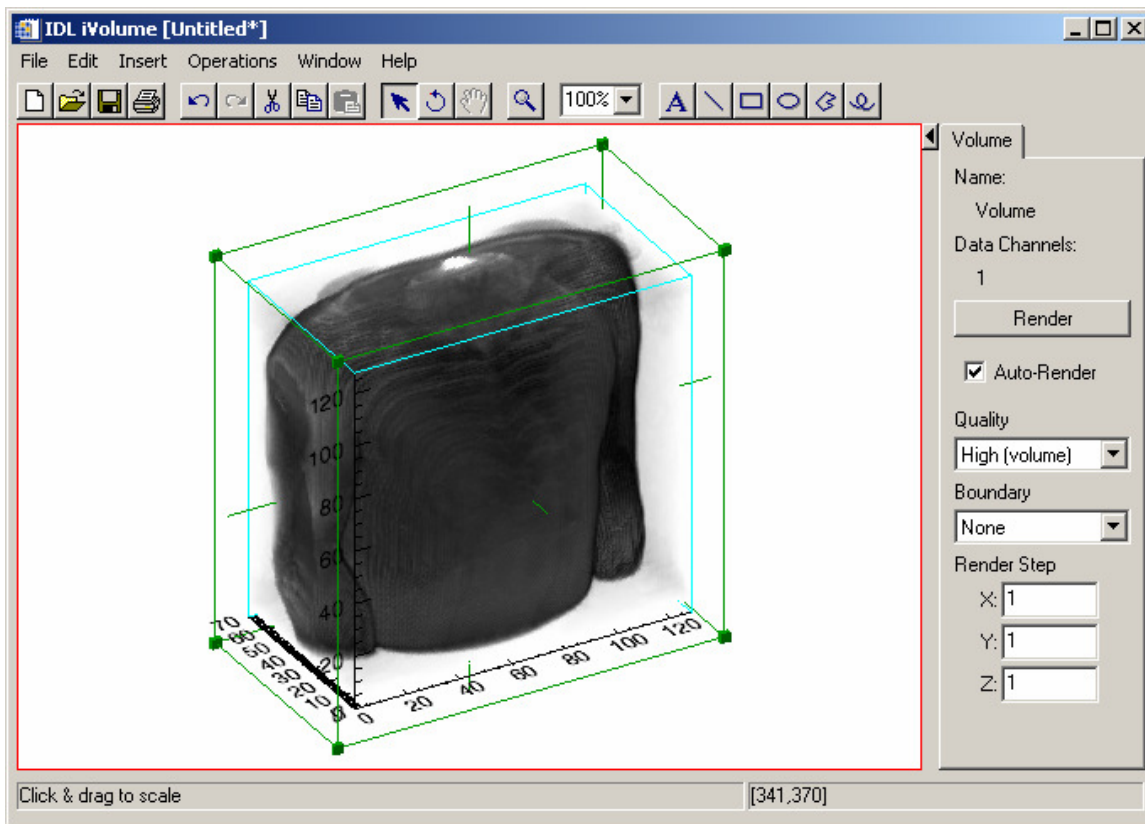 IDL iVolume [Untitled*]
File Edit Insert Operations Window Help
100% A
Volume
Name:
Volume
Data Channels:
1
Render
Auto-Render
Quality
High (volume)
Boundary
None
Render Step
X: 1
Y: 1
Z: 1
120
100
80
60
40
20
0
70
60
50
40
30
20
10
0
0 20 40 60 80 100 120
Click & drag to scale [341,370]